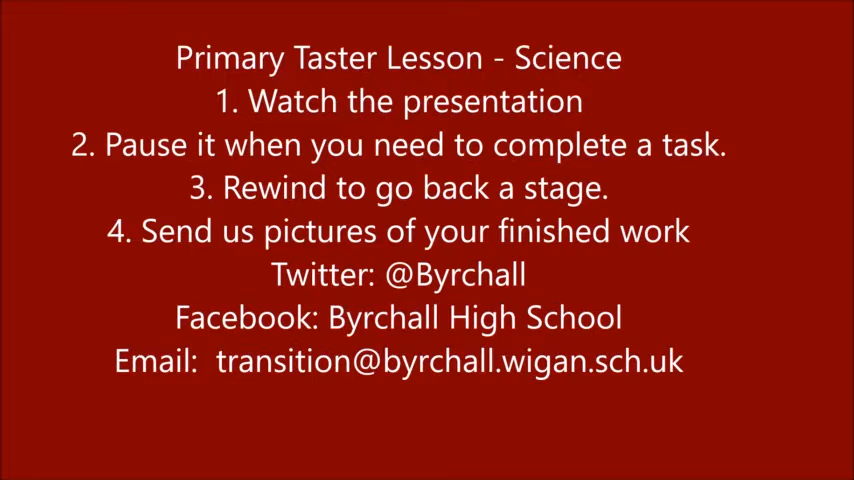 Primary Taster Lesson - Science
1. Watch the presentation
2. Pause it when you need to complete a task.
3. Rewind to go back a stage.
4. Send us pictures of your finished work
Twitter: @Byrchall
Facebook: Byrchall High School
Email:  transition@byrchall.wigan.sch.uk